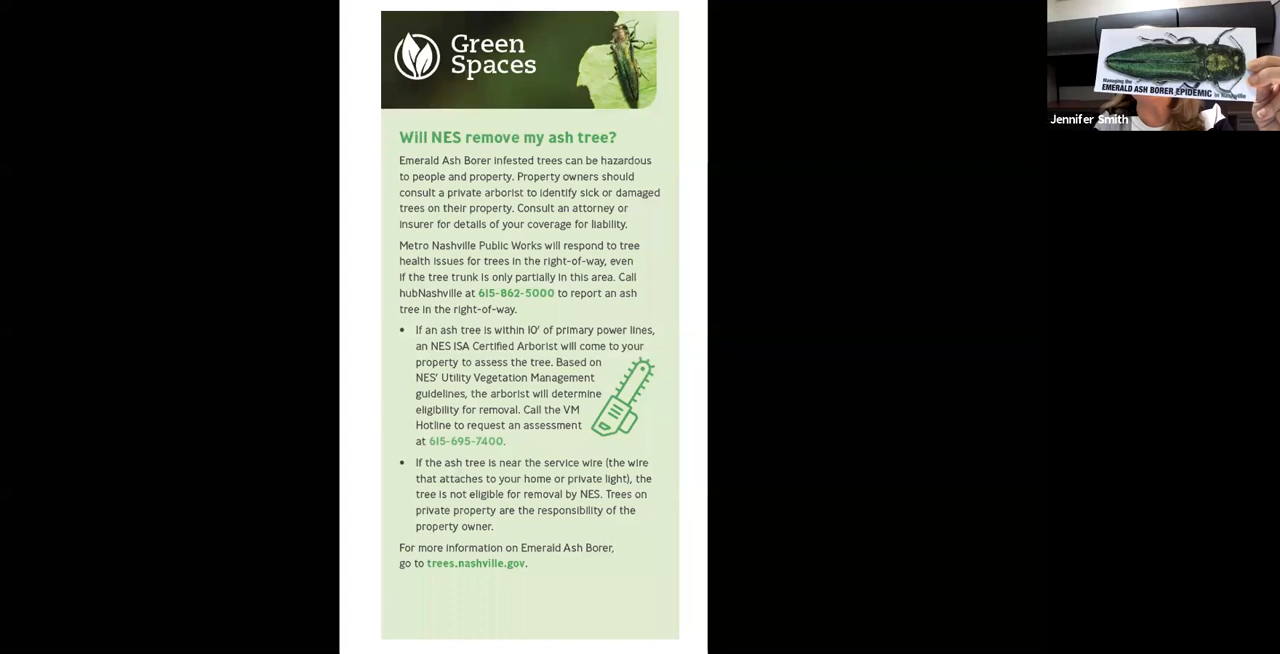 Green
Spaces
Will NES remove my ash tree?
Emerald Ash Borer infested trees can be hazardous
to people and property. Property owners should
consult a private arborist to identify sick or damaged
trees on their property. Consult an attorney or
insurer for details of your coverage for liability.
Metro Nashville Public Works will respond to tree
health issues for trees in the right-of-way, even
if the tree trunk is only partially in this area. Call
hubNashville at 615-862-5000 to report an ash
tree in the right-of-way.
• If an ash tree is within 10' of primary power lines,
an NES ISA Certified Arborist will come to your
property to assess the tree. Based on
NES' Utility Vegetation Management
guidelines, the arborist will determine
eligibility for removal. Call the VM
Hotline to request an assessment
at 615-695-7400.
• If the ash tree is near the service wire (the wire
that attaches to your home or private light), the
tree is not eligible for removal by NES. Trees on
private property are the responsibility of the
property owner.
For more information on Emerald Ash Borer,
go to trees.nashville.gov.
Managing the
EMERALD ASH BORER EPIDEMIC in Nashville
Jennifer Smith